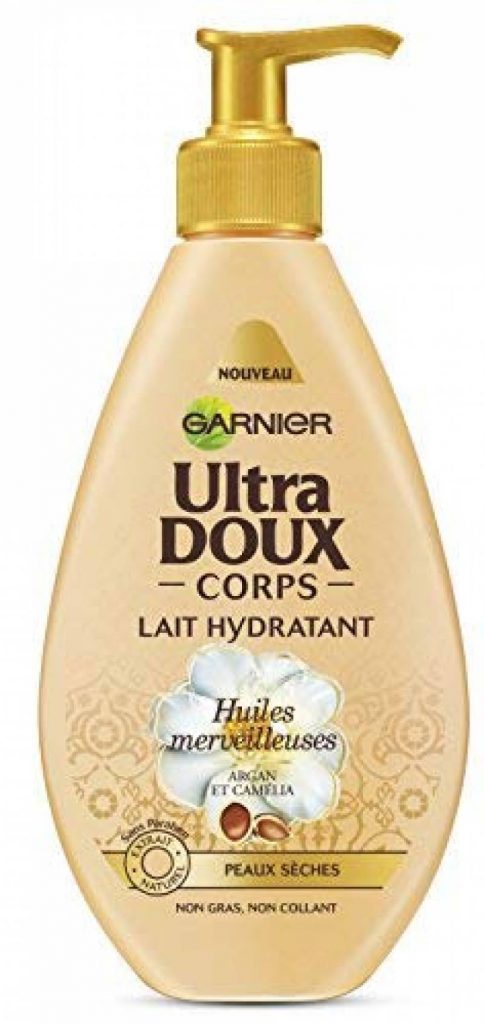 NOUVEAU
GARNIER
Ultra
DOUX
– CORPS –
LAIT HYDRATANT
Huiles
merveilleuses
ARGAN
ET CAMÉLIA
Sans Paraben
EXTRAIT
NATUREL
PEAUX SÈCHES
NON GRAS, NON COLLANT